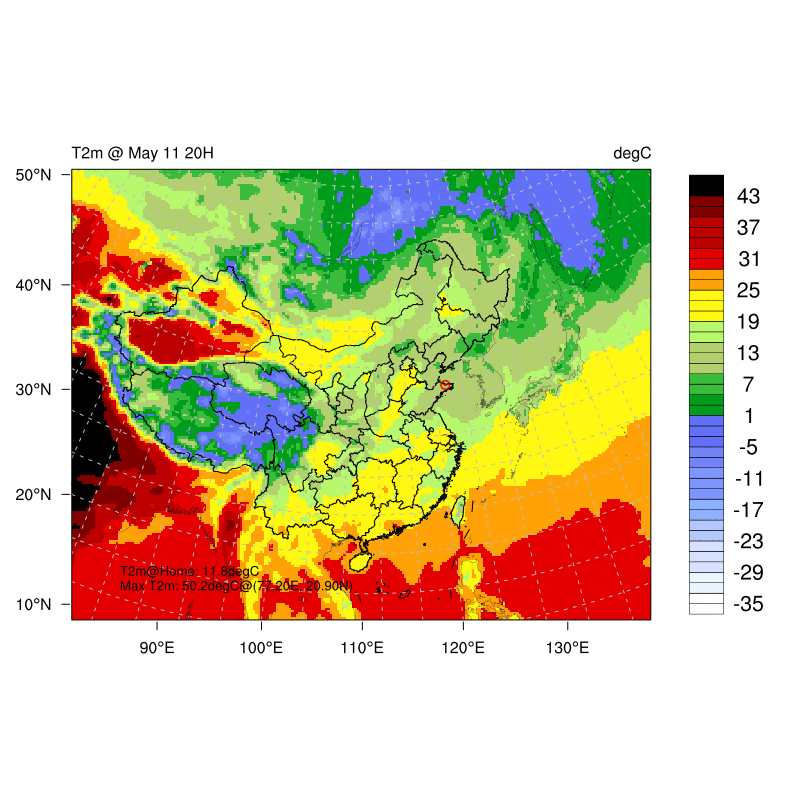 T2m @ May 11 20H
degC
50°N
40°N
30°N
20°N
10°N
90°E
100°E
110°E
120°E
130°E
43
37
31
25
19
13
7
1
-5
-11
-17
-23
-29
-35
T2m@Home: 11.8degC
Max T2m: 50.2degC@(77.20E, 20.90N)